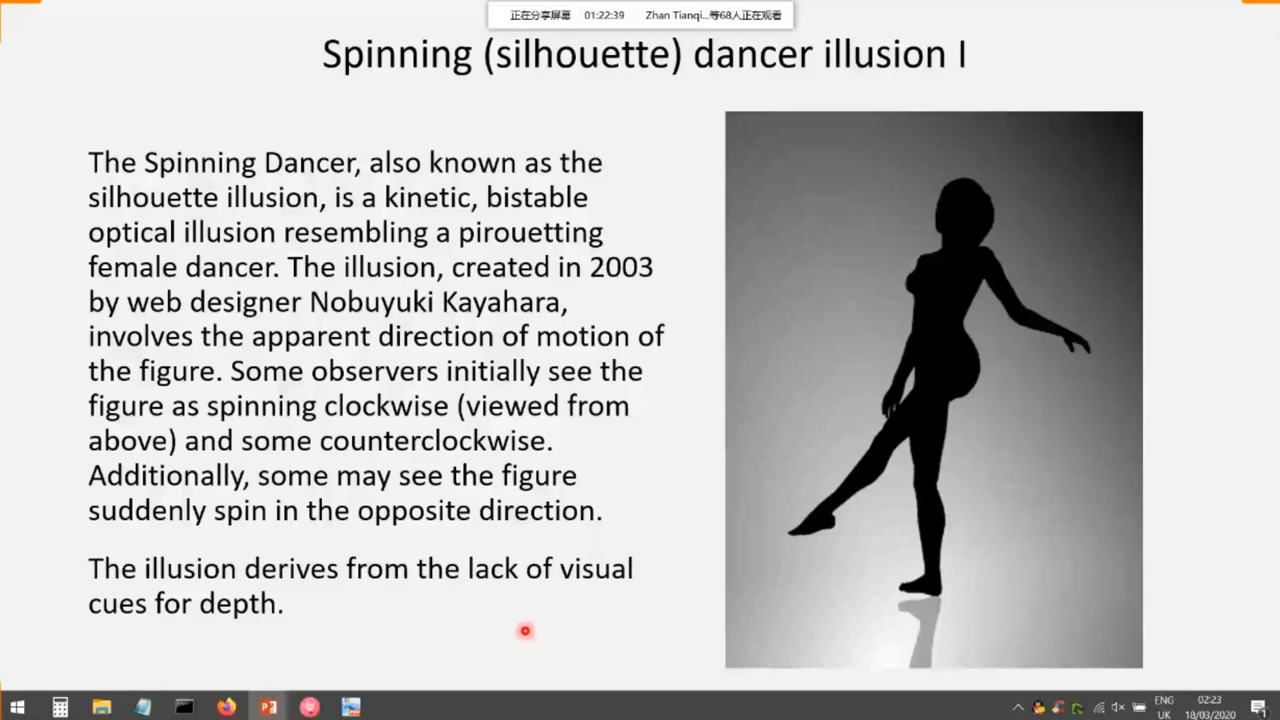 正在分享屏幕 01:22:39 Zhan Tianqi...等68人正在观看
Spinning (silhouette) dancer illusion I
The Spinning Dancer, also known as the
silhouette illusion, is a kinetic, bistable
optical illusion resembling a pirouetting
female dancer. The illusion, created in 2003
by web designer Nobuyuki Kayahara,
involves the apparent direction of motion of
the figure. Some observers initially see the
figure as spinning clockwise (viewed from
above) and some counterclockwise.
Additionally, some may see the figure
suddenly spin in the opposite direction.
The illusion derives from the lack of visual
cues for depth.
ENG 02:23
UK 18/03/2020